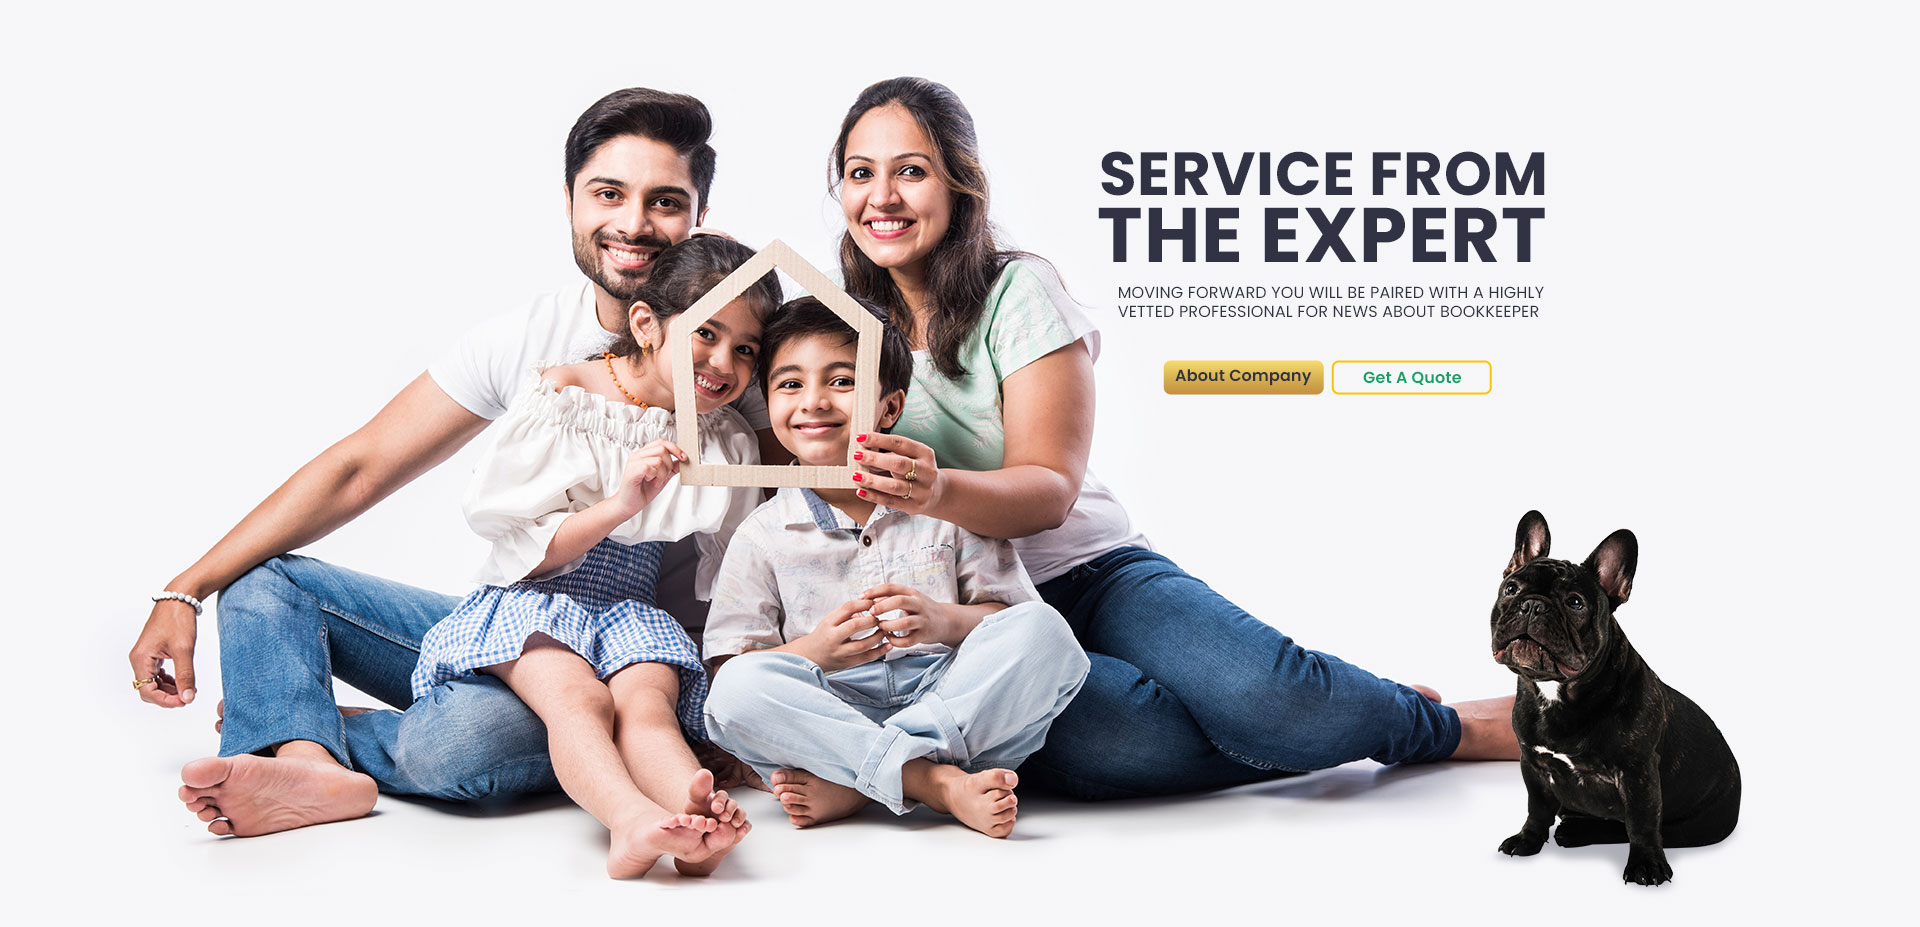 SERVICE FROM
THE EXPERT
MOVING FORWARD YOU WILL BE PAIRED WITH A HIGHLY
VETTED PROFESSIONAL FOR NEWS ABOUT BOOKKEEPER
About Company
Get A Quote